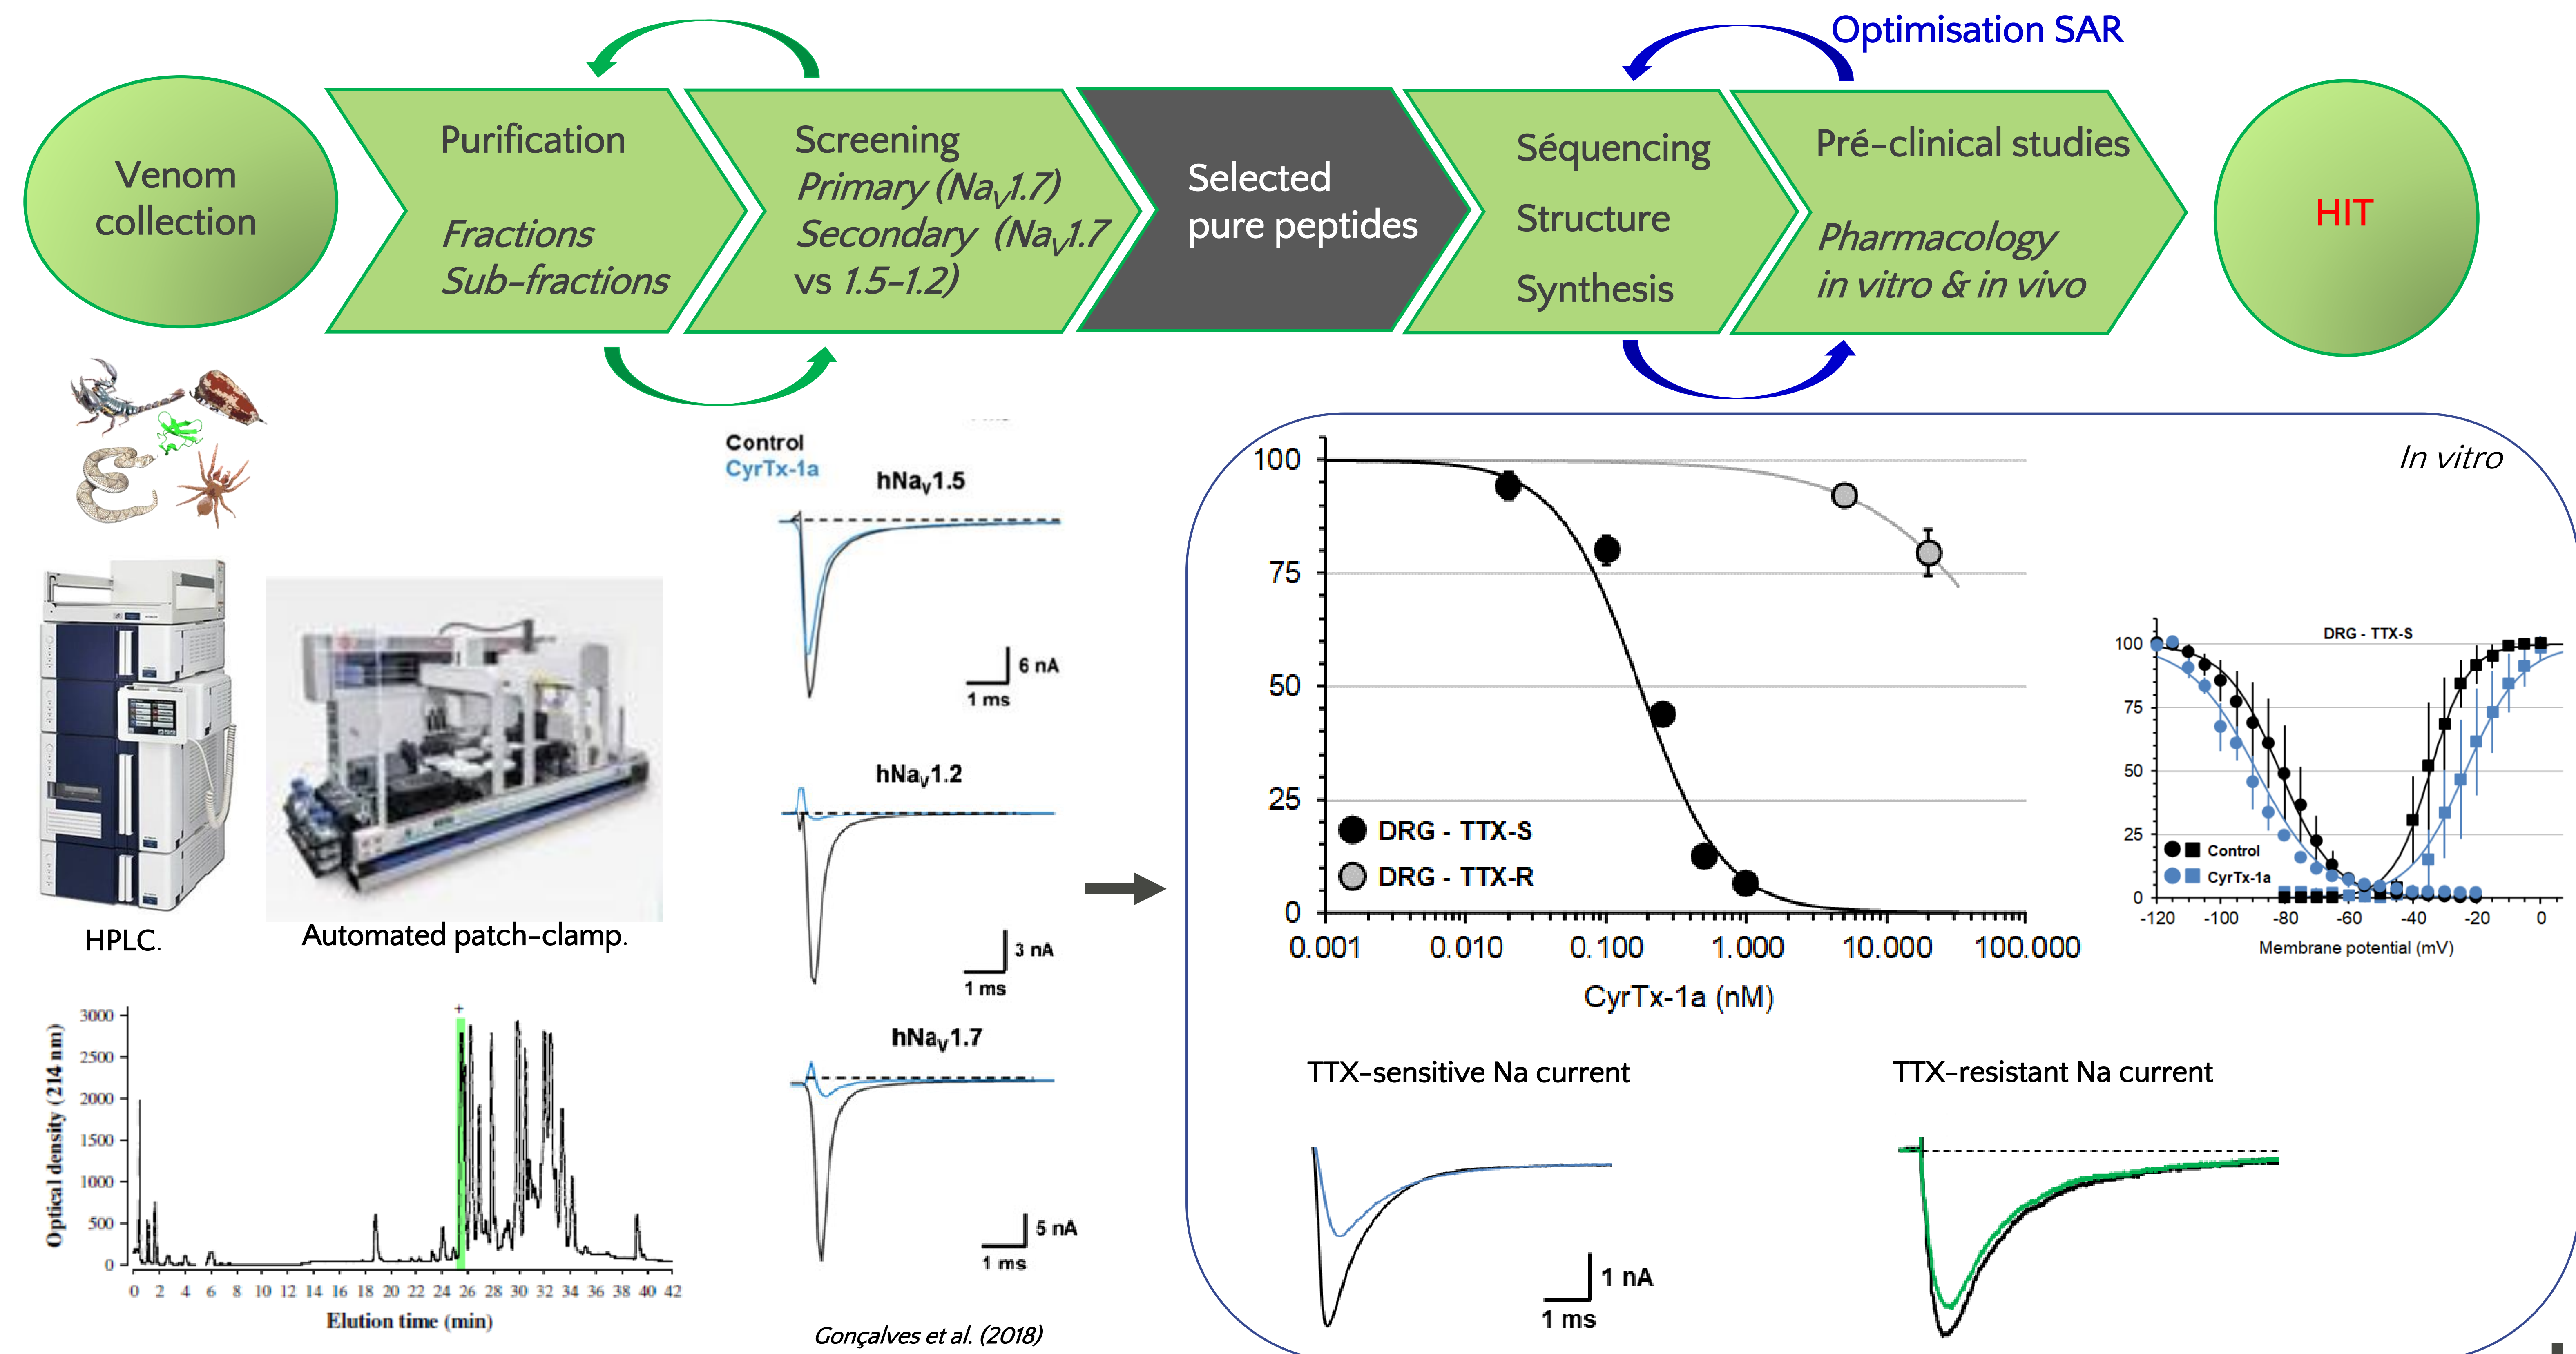 Optimisation SAR
Venom
collection
Purification
Fractions
Sub-fractions
Screening
Primary (NaV1.7)
Secondary (NaV1.7
vs 1.5-1.2)
Selected
pure peptides
Séquencing
Structure
Synthesis
Pré-clinical studies
Pharmacology
in vitro & in vivo
HIT
HPLC.
Automated patch-clamp.
Control
CyrTx-1a
hNaV1.5
6 nA
1 ms
hNaV1.2
3 nA
1 ms
hNaV1.7
5 nA
1 ms
Gonçalves et al. (2018)
+
Optical density (214 nm)
3000
2500
2000
1500
1000
500
0
0 2 4 6 8 10 12 14 16 18 20 22 24 26 28 30 32 34 36 38 40 42
Elution time (min)
In vitro
100
75
50
25
0
DRG - TTX-S
DRG - TTX-R
0.001 0.010 0.100 1.000 10.000 100.000
CyrTx-1a (nM)
DRG - TTX-S
100
75
50
25
0
Control
CyrTx-1a
-120 -100 -80 -60 -40 -20 0
Membrane potential (mV)
TTX-sensitive Na current
1 nA
1 ms
TTX-resistant Na current